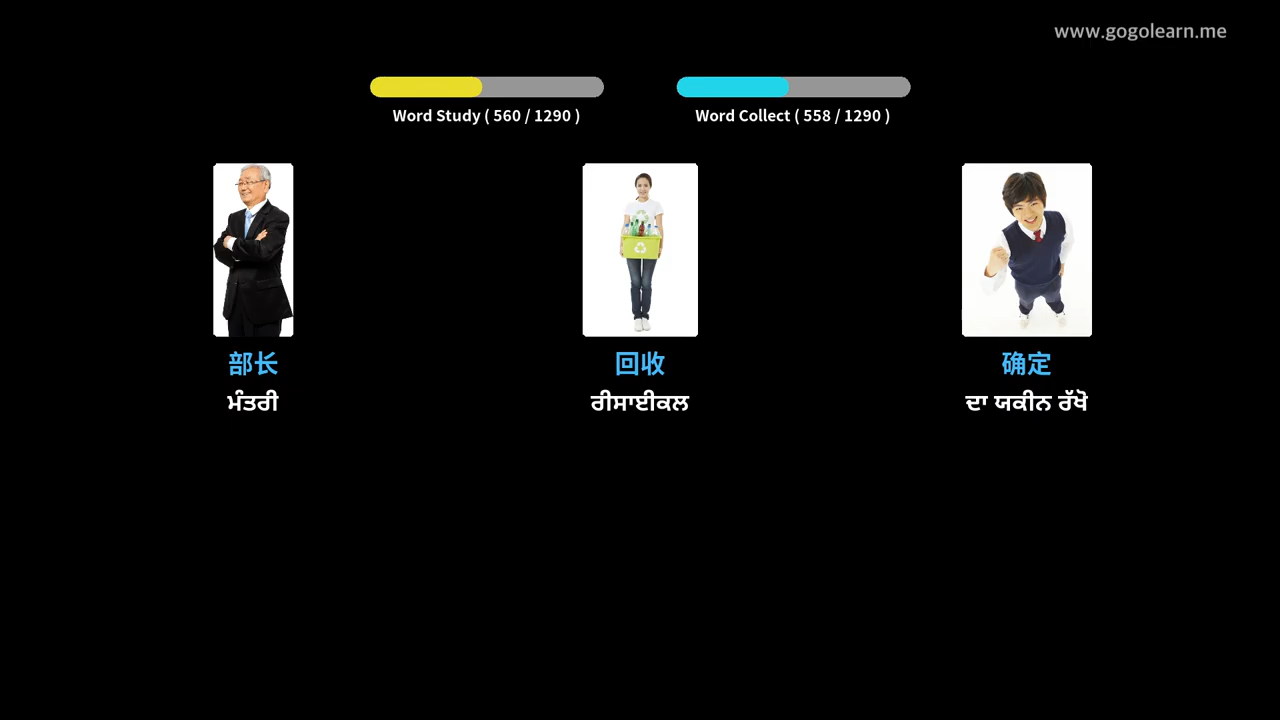 www.gogolearn.me
Word Study ( 560 / 1290 )
Word Collect ( 558 / 1290 )
部长
ਮੰਤਰੀ
回收
ਰੀਸਾਈਕਲ
确定
ਦਾ ਯਕੀਨ ਰੱਖੋ